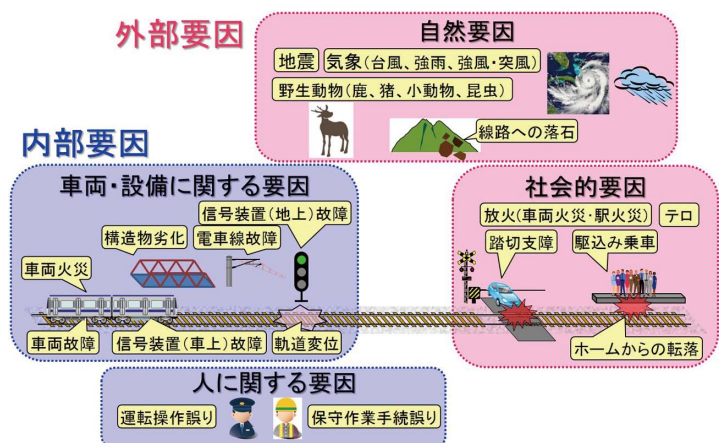 外部要因
自然要因
地震
気象(台風、強雨、強風・突風)
野生動物(鹿、猪、小動物、昆虫)
線路への落石
内部要因
車両・設備に関する要因
信号装置(地上)故障
構造物劣化
電車線故障
車両火災
車両故障
信号装置(車上)故障
軌道変位
社会的要因
放火(車両火災・駅火災)
テロ
踏切支障
駆込み乗車
ホームからの転落
人に関する要因
運転操作誤り
保守作業手続誤り